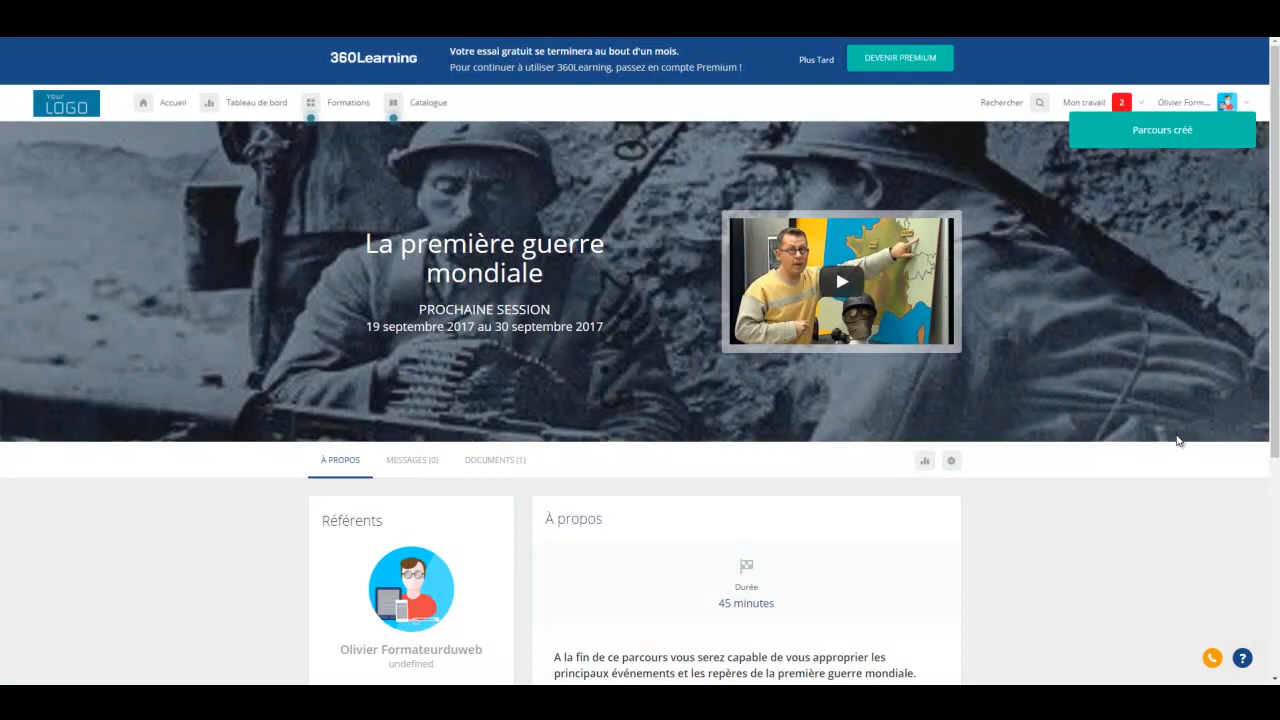 360Learning
Votre essai gratuit se terminera au bout d'un mois.
Pour continuer à utiliser 360Learning, passez en compte Premium !
Plus Tard
DEVENIR PREMIUM
YOUR
LOGO
Accueil
Tableau de bord
Formations
Catalogue
Rechercher
Mon travail
2
Olivier Form...
Parcours créé
La première guerre
mondiale
PROCHAINE SESSION
19 septembre 2017 au 30 septembre 2017
À PROPOS
MESSAGES (0)
DOCUMENTS (1)
Référents
Olivier Formateurduweb
undefined
À propos
Durée
45 minutes
A la fin de ce parcours vous serez capable de vous approprier les
principaux événements et les repères de la première guerre mondiale.
?